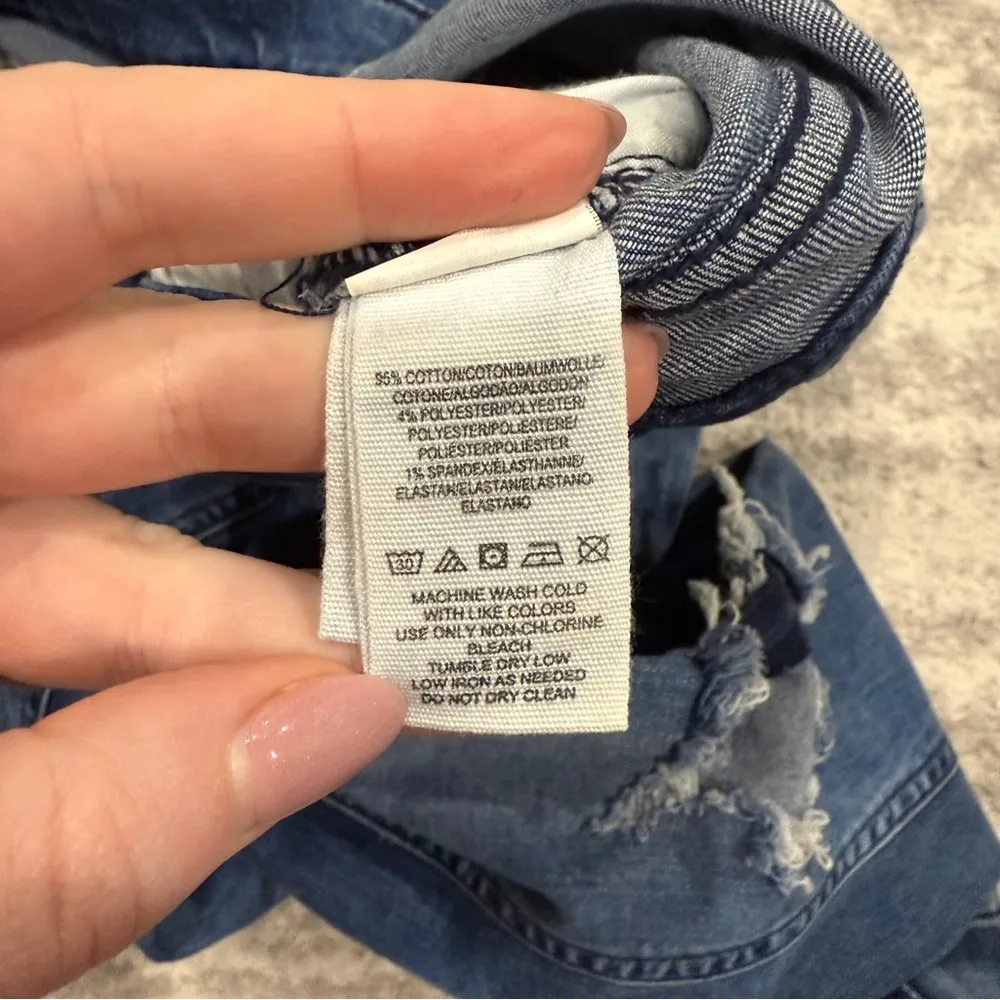 95% COTTON/COTON/BAUMWOLLE/
COTONE/ALGODÃO/ALGODÓN
4% POLYESTER/POLYESTER/
POLYESTER/POLIESTERE/
POLIÉSTER/POLIÉSTER
1% SPANDEX/ELASTHANNE/
ELASTAN/ELASTAN/ELASTANO
ELASTANO
30
MACHINE WASH COLD
WITH LIKE COLORS
USE ONLY NON-CHLORINE
BLEACH
TUMBLE DRY LOW
LOW IRON AS NEEDED
DO NOT DRY CLEAN